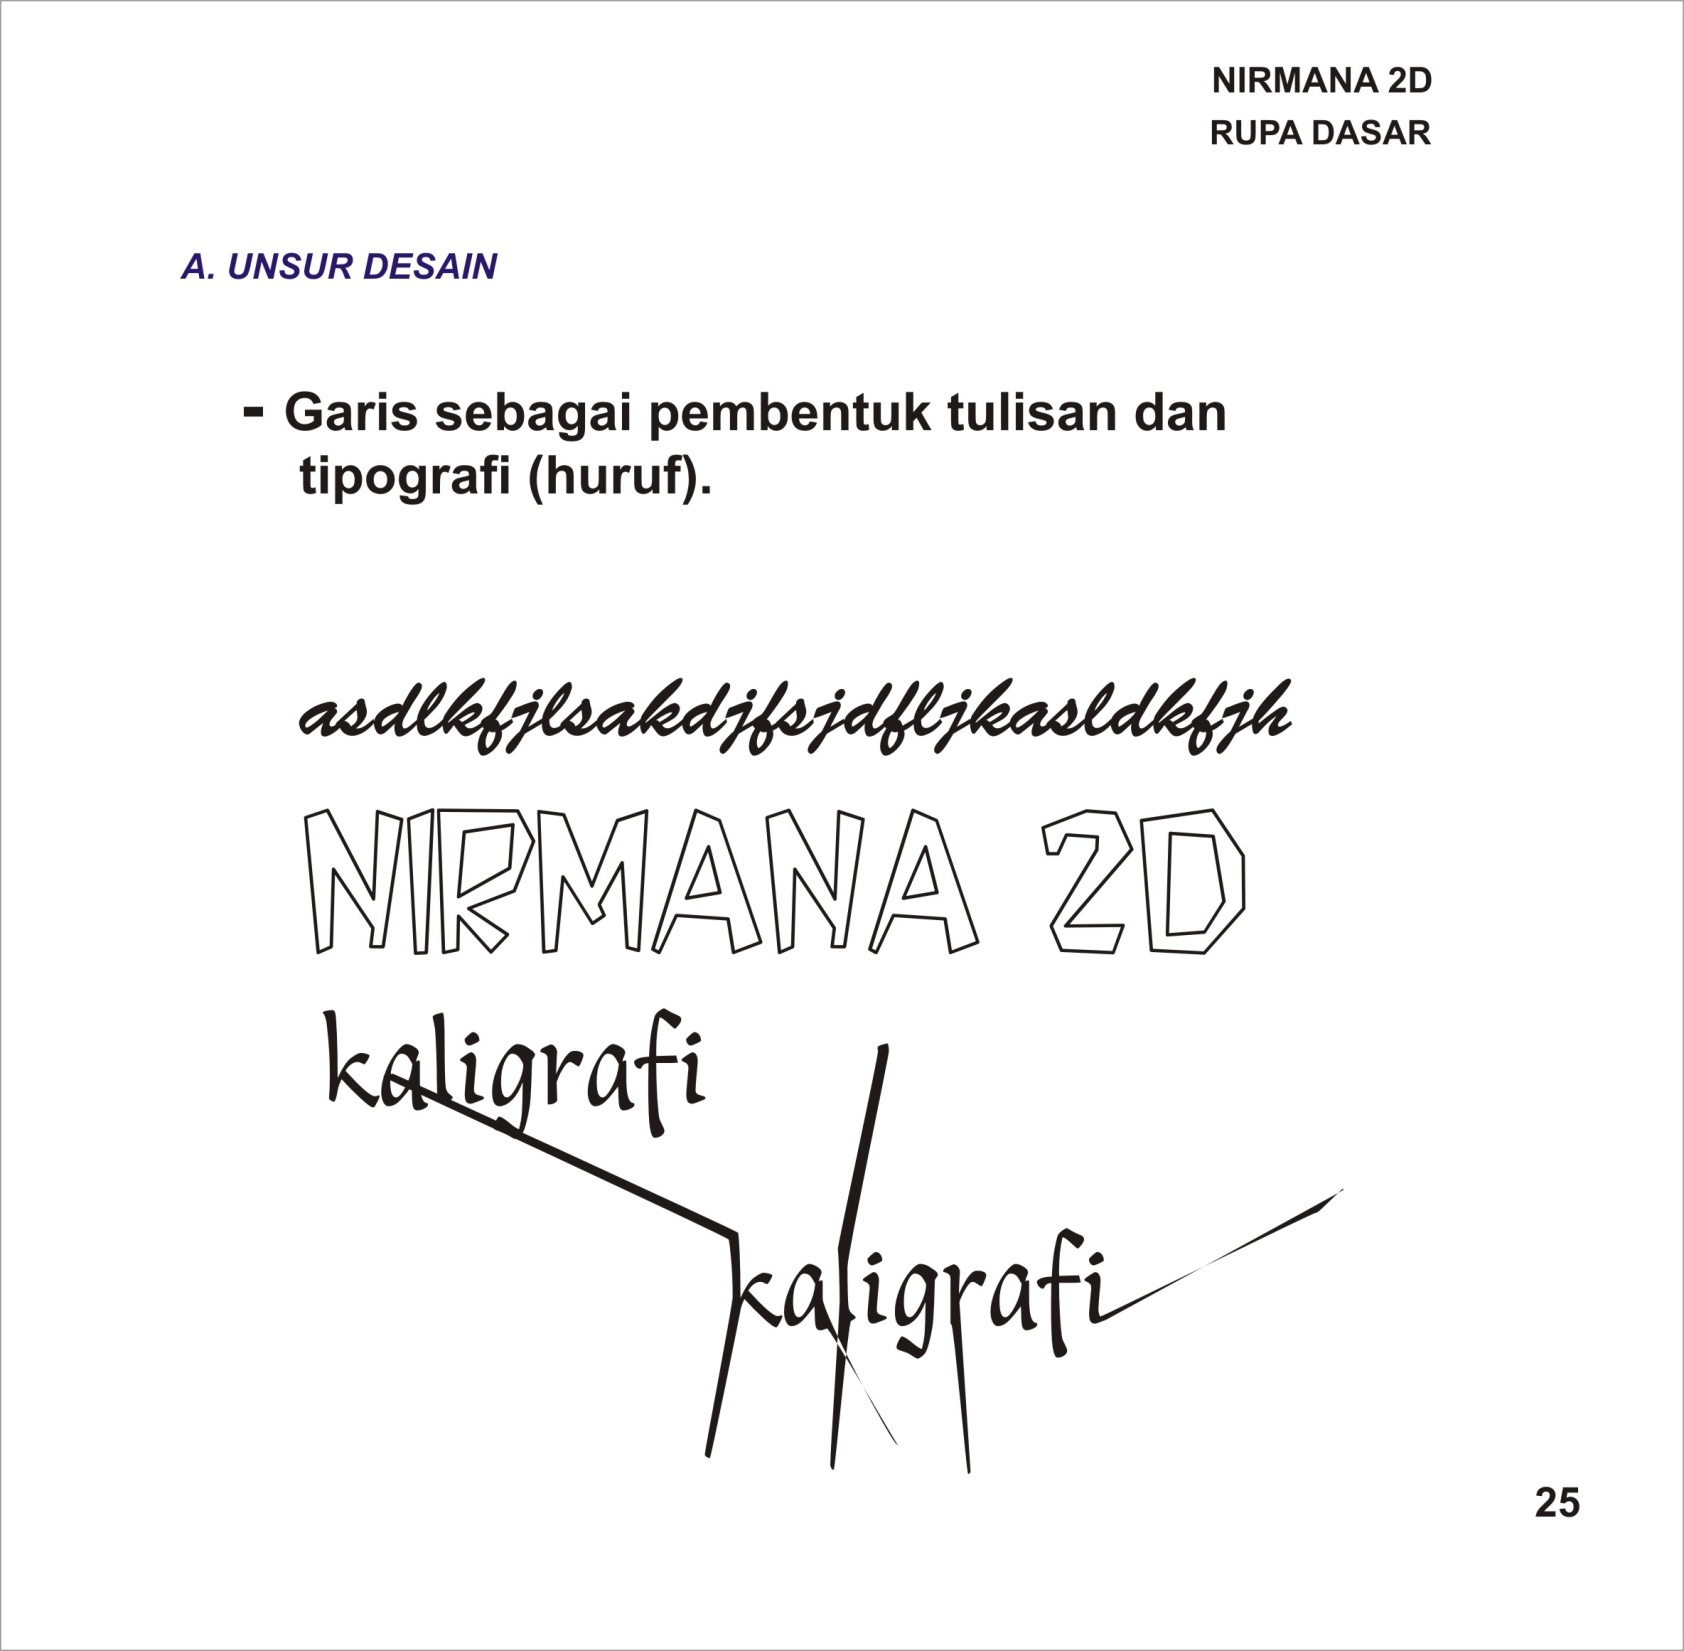 NIRMANA 2D
RUPA DASAR
A. UNSUR DESAIN
- Garis sebagai pembentuk tulisan dan
tipografi (huruf).
asdlkfjlsakdjfsjdfljkasldkfjh
NIRMANA 2D
kaligrafi
kaligrafi
25